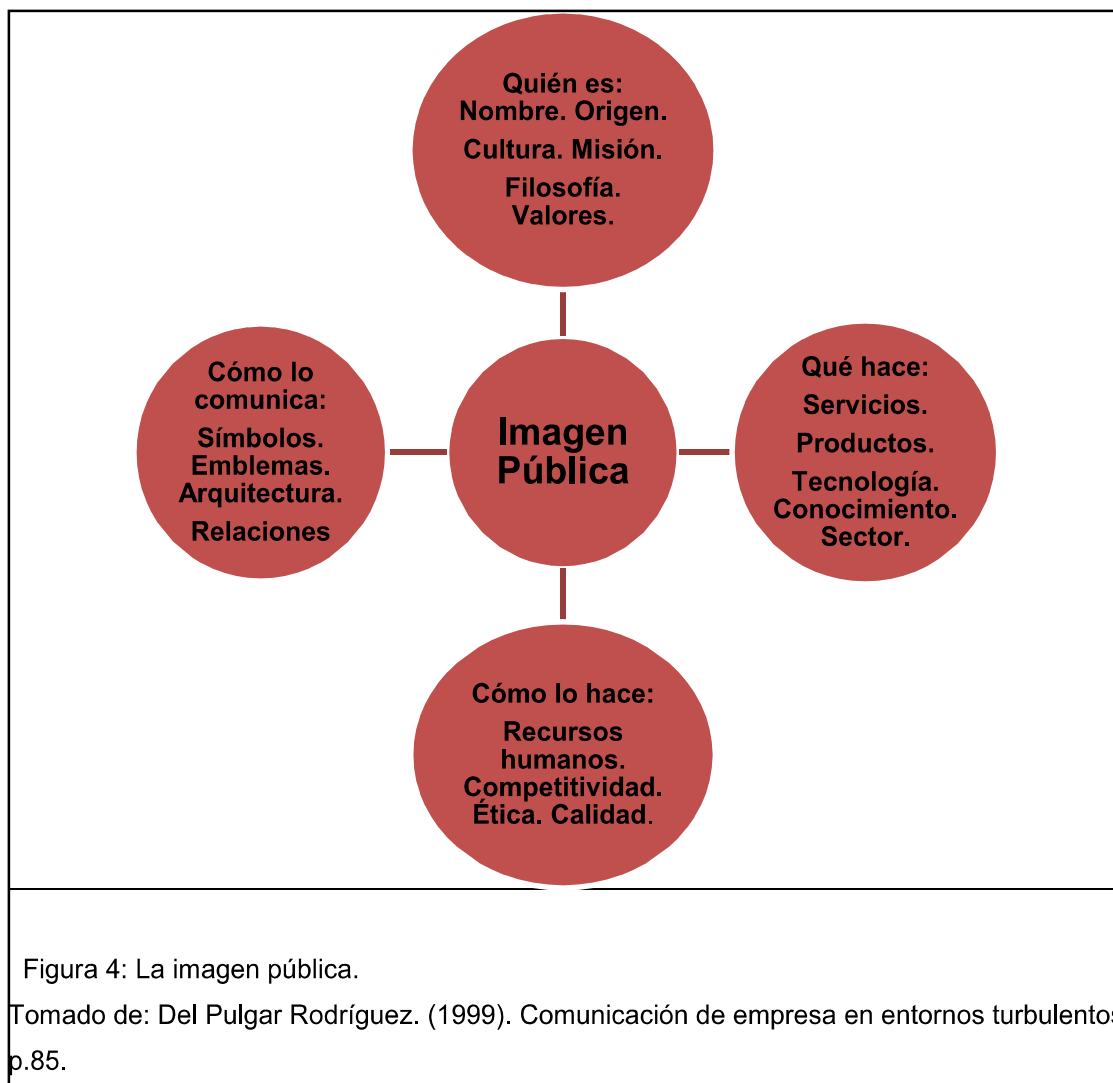 Quién es:
Nombre. Origen.
Cultura. Misión.
Filosofía.
Valores.
Cómo lo
comunica:
Símbolos.
Emblemas.
Arquitectura.
Relaciones
Imagen
Pública
Qué hace:
Servicios.
Productos.
Tecnología.
Conocimiento.
Sector.
Cómo lo hace:
Recursos
humanos.
Competitividad.
Ética. Calidad.
Figura 4: La imagen pública.
Tomado de: Del Pulgar Rodríguez. (1999). Comunicación de empresa en entornos turbulentos
p.85.